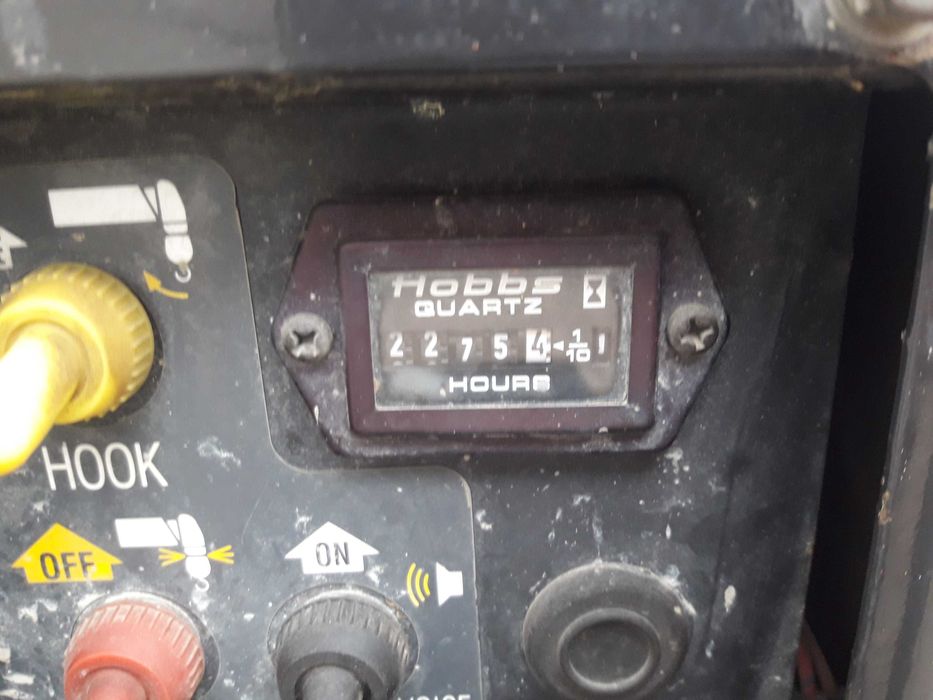 Hobbs
QUARTZ
2 2 7 5 4 1/10
HOURS
HOOK
OFF
ON